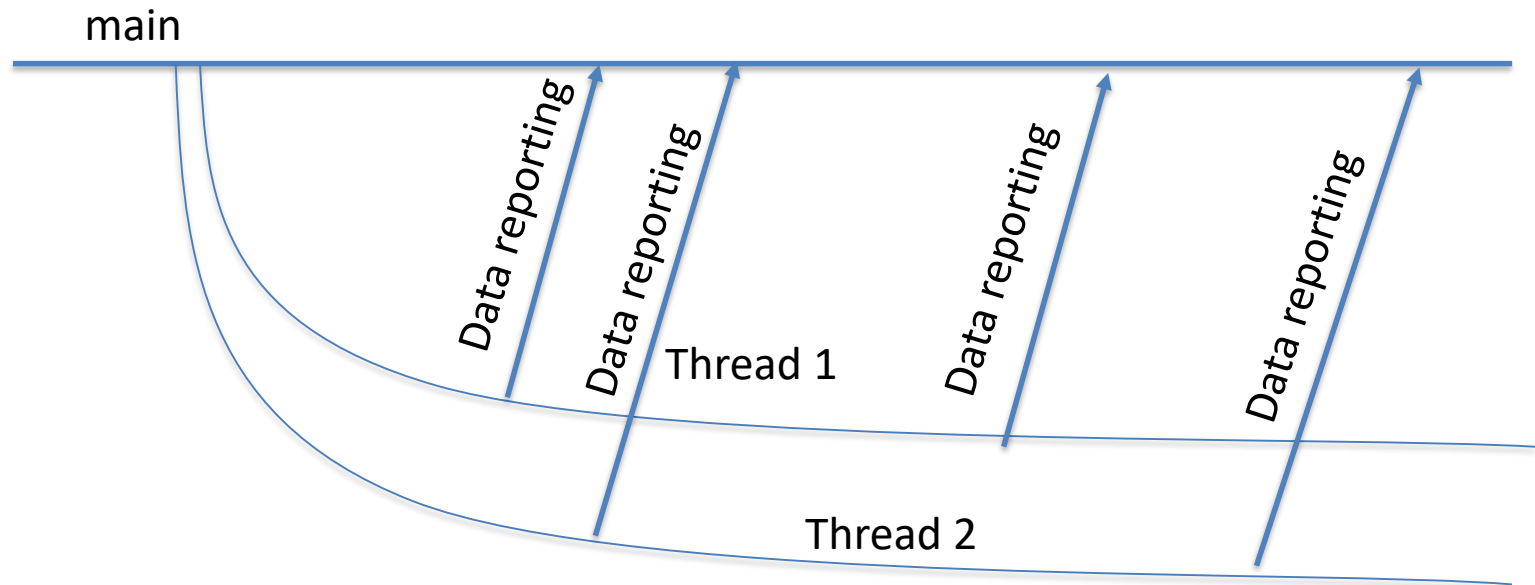 main
Data reporting
Data reporting
Data reporting
Data reporting
Thread 1
Thread 2